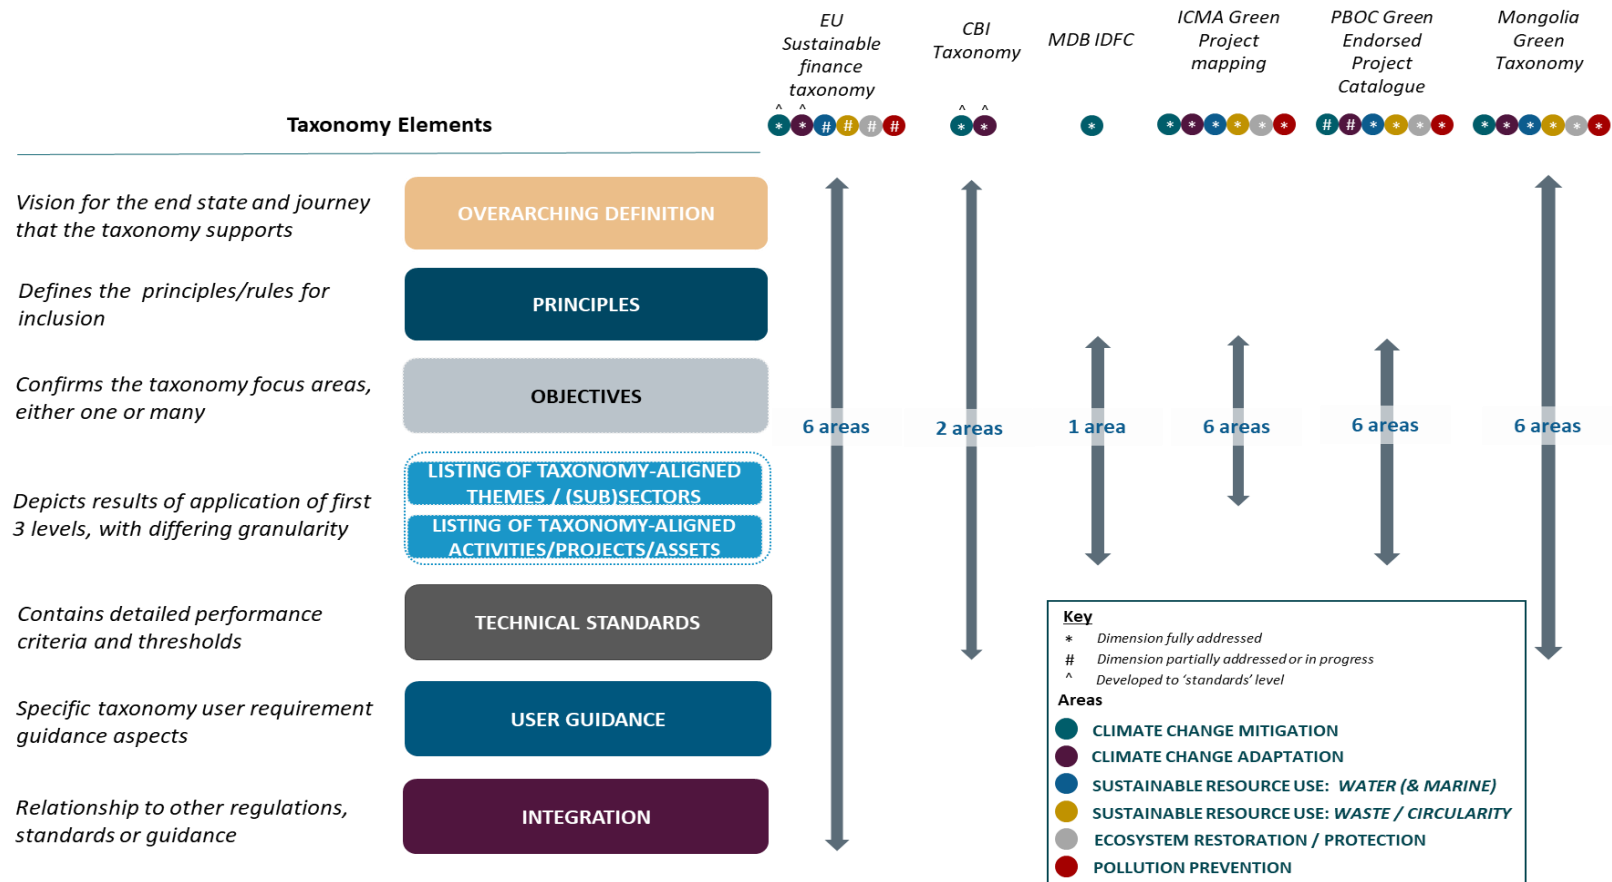 EU
Sustainable
finance
taxonomy
CBI
Taxonomy
MDB IDFC
ICMA Green
Project
mapping
PBOC Green
Endorsed
Project
Catalogue
Mongolia
Green
Taxonomy
^ ^
^ ^
Taxonomy Elements
* * # # # #
* *
*
* * * * * *
# # * * * *
* * * * * *
Vision for the end state and journey
that the taxonomy supports
OVERARCHING DEFINITION
Defines the principles/rules for
inclusion
PRINCIPLES
Confirms the taxonomy focus areas,
either one or many
OBJECTIVES
6 areas
2 areas
1 area
6 areas
6 areas
6 areas
Depicts results of application of first
3 levels, with differing granularity
LISTING OF TAXONOMY-ALIGNED
THEMES / (SUB)SECTORS
LISTING OF TAXONOMY-ALIGNED
ACTIVITIES/PROJECTS/ASSETS
Contains detailed performance
criteria and thresholds
TECHNICAL STANDARDS
Specific taxonomy user requirement
guidance aspects
USER GUIDANCE
Relationship to other regulations,
standards or guidance
INTEGRATION
Key
* Dimension fully addressed
# Dimension partially addressed or in progress
^ Developed to ‘standards’ level
Areas
CLIMATE CHANGE MITIGATION
CLIMATE CHANGE ADAPTATION
SUSTAINABLE RESOURCE USE: WATER (& MARINE)
SUSTAINABLE RESOURCE USE: WASTE / CIRCULARITY
ECOSYSTEM RESTORATION / PROTECTION
POLLUTION PREVENTION